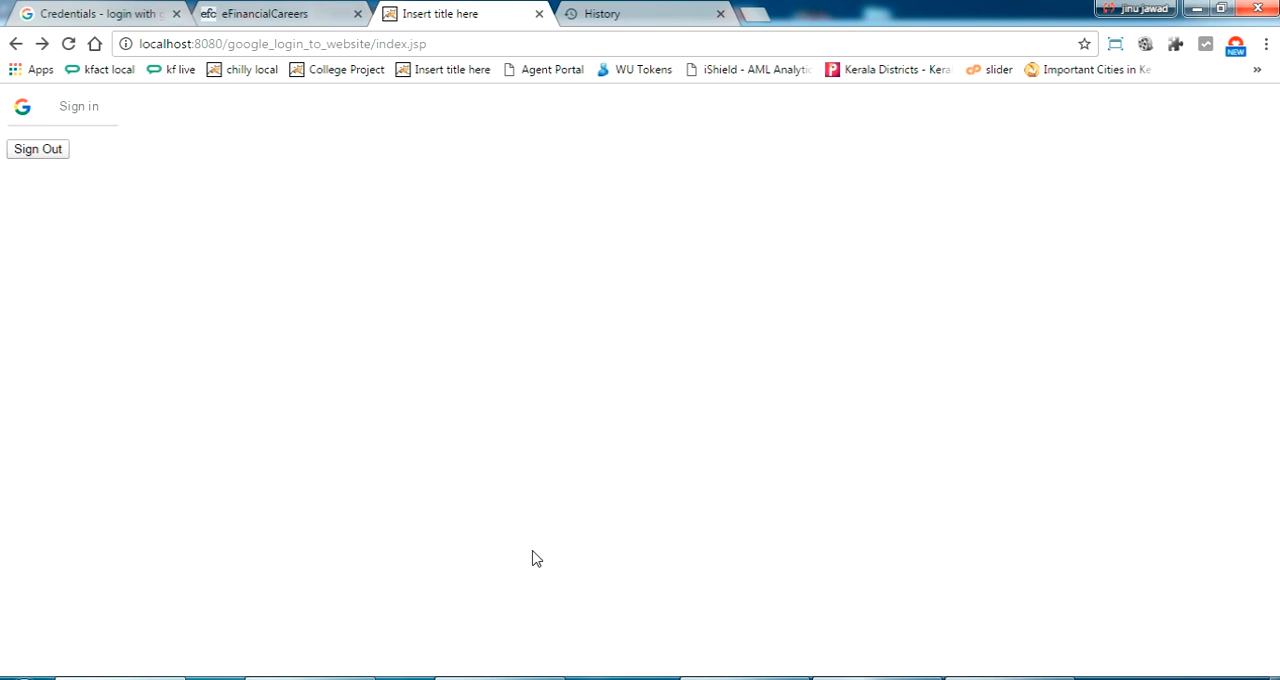 Credentials - login with g
efc eFinancialCareers
Insert title here
History
jinu jawad
localhost:8080/google_login_to_website/index.jsp
NEW
Apps
kfact local
kf live
chilly local
College Project
Insert title here
Agent Portal
WU Tokens
iShield - AML Analytic
Kerala Districts - Kera
slider
Important Cities in Ke
»
Sign in
Sign Out